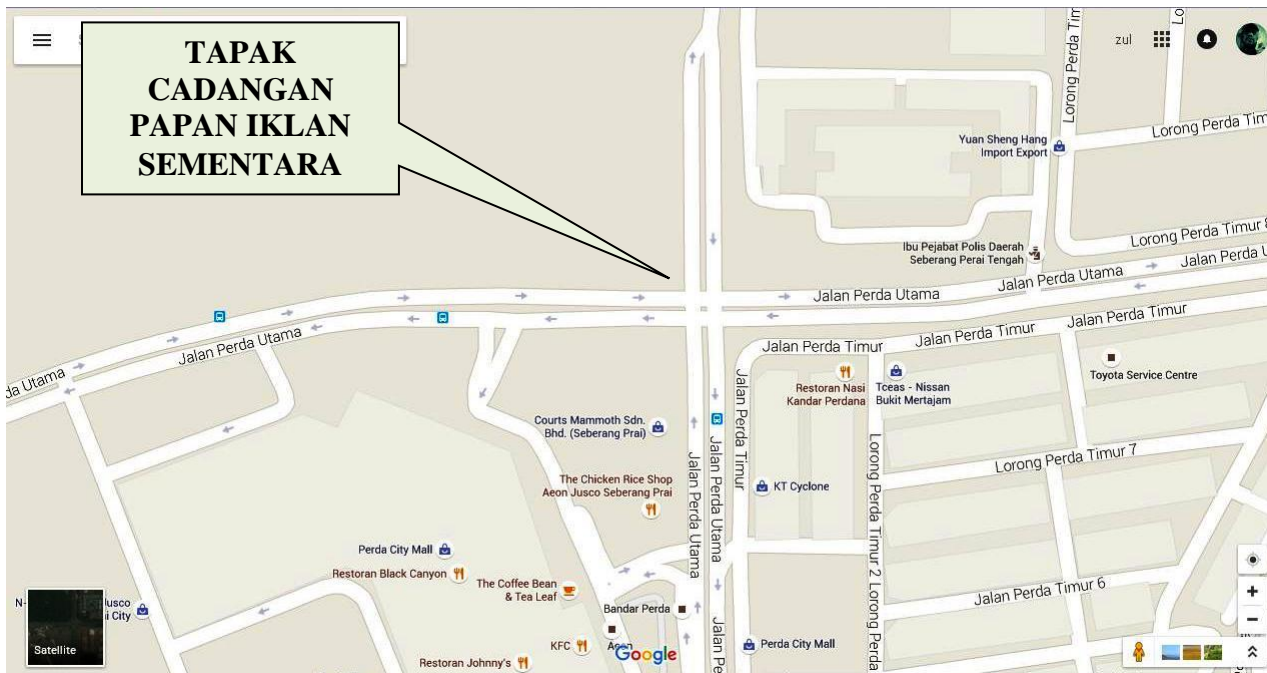 TAPAK
CADANGAN
PAPAN IKLAN
SEMENTARA
zul
Lorong Perda Tim
Lo
Lorong Perda Tim
Yuan Sheng Hang
Import Export
Lorong Perda Timur 8
Ibu Pejabat Polis Daerah
Seberang Perai Tengah
Jalan Perda U
Jalan Perda Utama
Jalan Perda Utama
Jalan Perda Utama
da Utama
Jalan Perda Timur
Jalan Perda Timur
Jalan Perda Timur
Toyota Service Centre
Restoran Nasi
Kandar Perdana
Tceas - Nissan
Bukit Mertajam
Jalan Perda Timur
Courts Mammoth Sdn.
Bhd. (Seberang Prai)
Jalan Perda Utama
Jalan Perda Utama
Lorong Perda Timur 7
The Chicken Rice Shop
Aeon Jusco Seberang Prai
KT Cyclone
Lorong Perda Timur 2
Lorong Perda
Perda City Mall
Restoran Black Canyon
The Coffee Bean
& Tea Leaf
Jalan Perda Timur 6
N-
Jusco
i City
Bandar Perda
Jalan Pe
Satellite
KFC
Aeon
Google
Perda City Mall
Restoran Johnny's